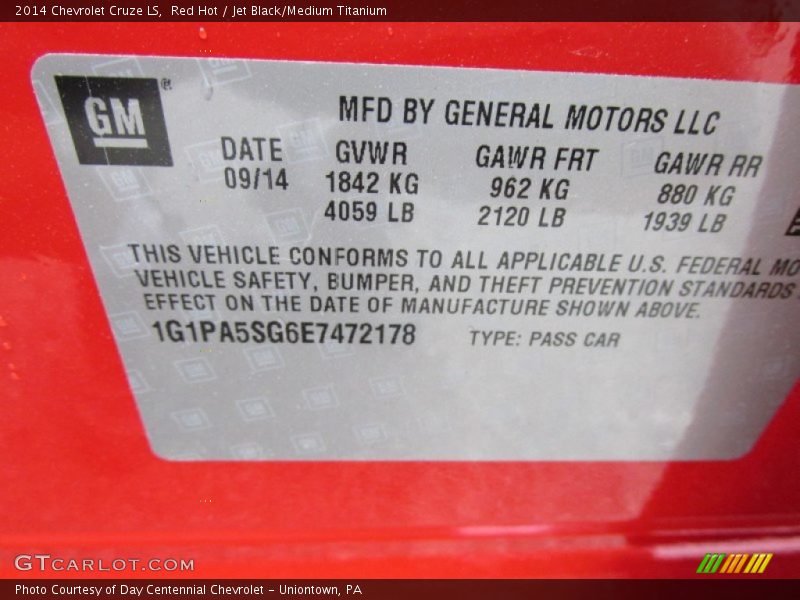 2014 Chevrolet Cruze LS,  Red Hot / Jet Black/Medium Titanium
GM®
MFD BY GENERAL MOTORS LLC
DATE GVWR GAWR FRT GAWR RR
09/14 1842 KG 962 KG 880 KG
4059 LB 2120 LB 1939 LB
THIS VEHICLE CONFORMS TO ALL APPLICABLE U.S. FEDERAL MO
VEHICLE SAFETY, BUMPER, AND THEFT PREVENTION STANDARDS
EFFECT ON THE DATE OF MANUFACTURE SHOWN ABOVE.
1G1PA5SG6E7472178 TYPE: PASS CAR
GTCARLOT.COM
Photo Courtesy of Day Centennial Chevrolet - Uniontown, PA